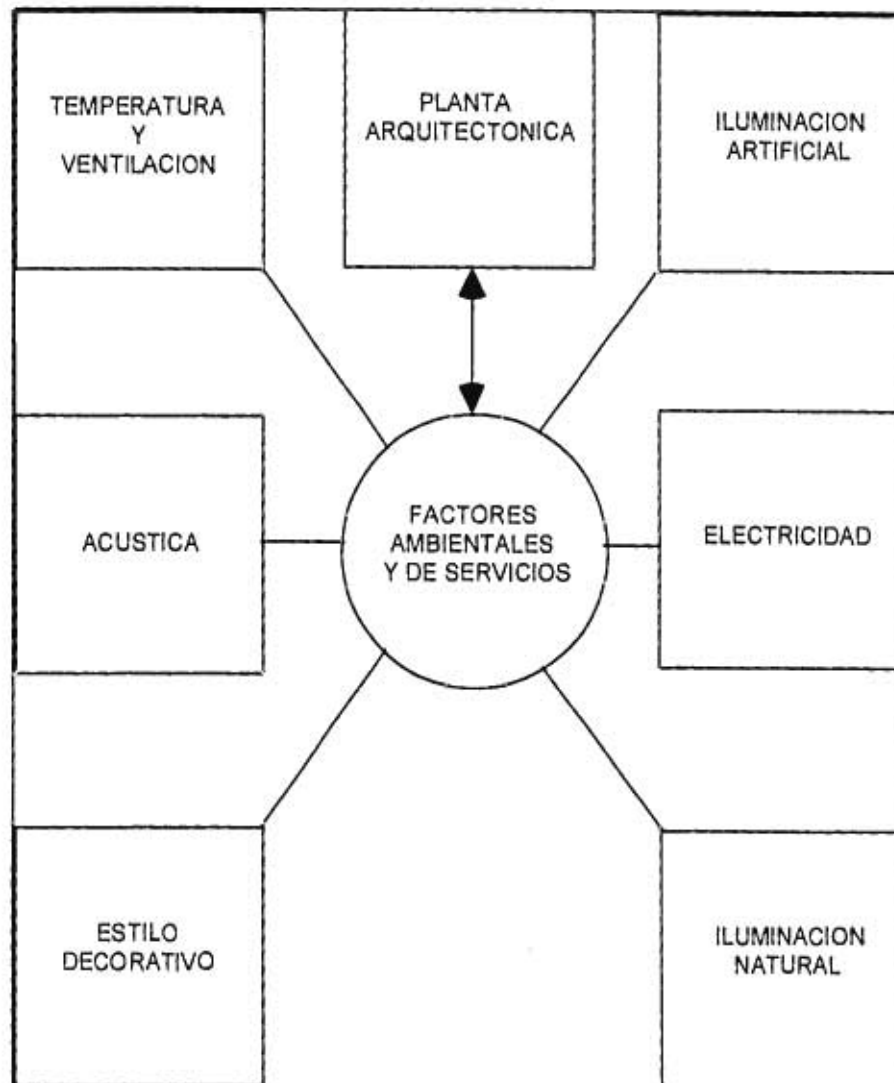 TEMPERATURA
Y
VENTILACION
PLANTA
ARQUITECTONICA
ILUMINACION
ARTIFICIAL
ACUSTICA
FACTORES
AMBIENTALES
Y DE SERVICIOS
ELECTRICIDAD
ESTILO
DECORATIVO
ILUMINACION
NATURAL